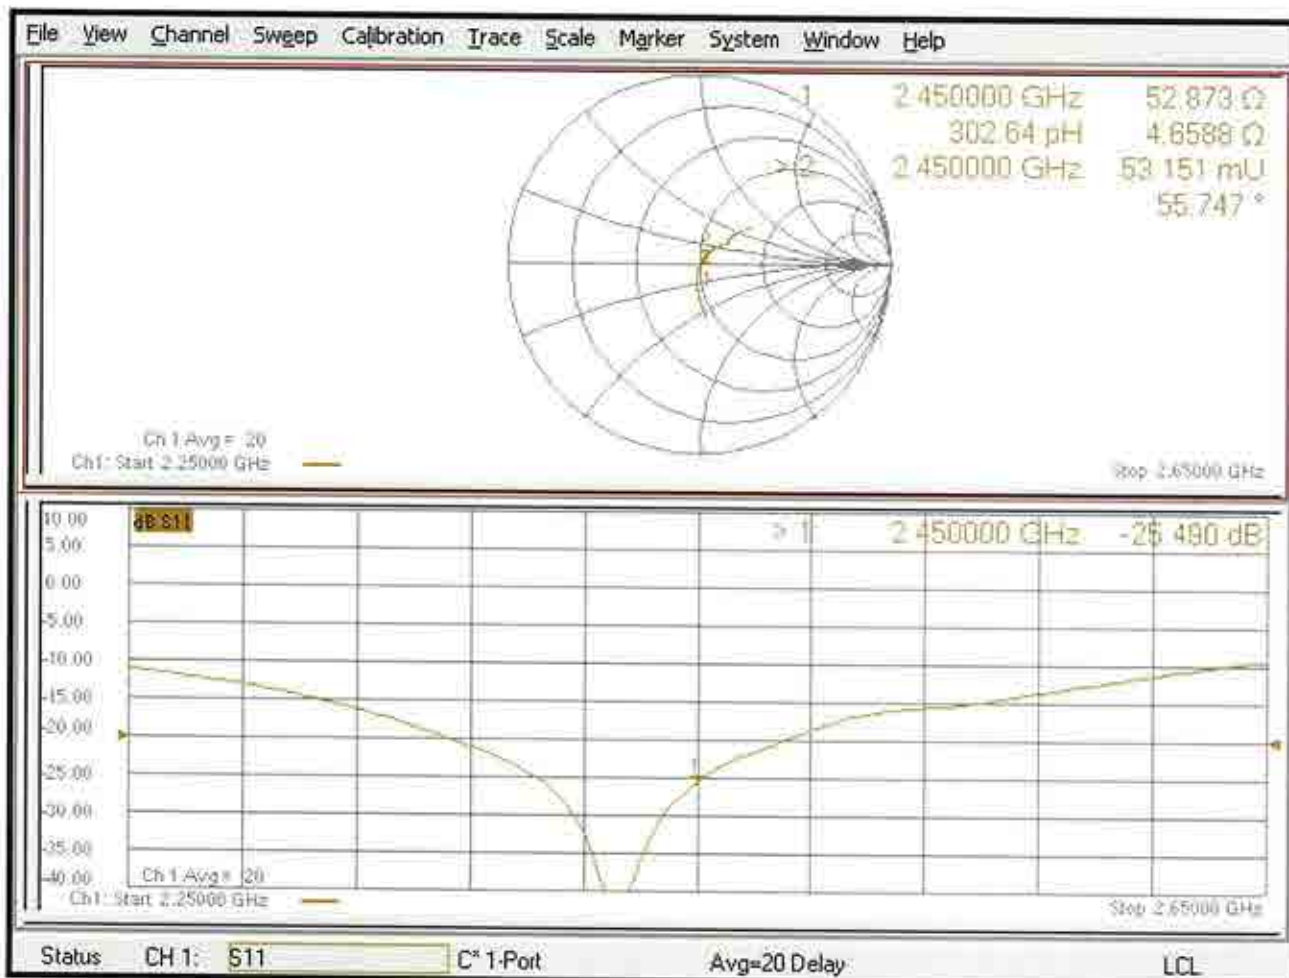 File View Channel Sweep Calibration Trace Scale Marker System Window Help
1 2.450000 GHz 52.873 Ω
302.64 pH 4.6588 Ω
> 2 2.450000 GHz 53.151 mU
55.747 °
2
1
Ch 1 Avg = 20
Ch1: Start 2.25000 GHz
Stop 2.65000 GHz
10.00 dB S11 > 1 2.450000 GHz -25.490 dB
5.00
0.00
-5.00
-10.00
-15.00
-20.00
-25.00
1
-30.00
-35.00
-40.00
Ch 1 Avg = 20
Ch1: Start 2.25000 GHz
Stop 2.65000 GHz
Status CH 1: S11 C* 1-Port Avg=20 Delay LCL